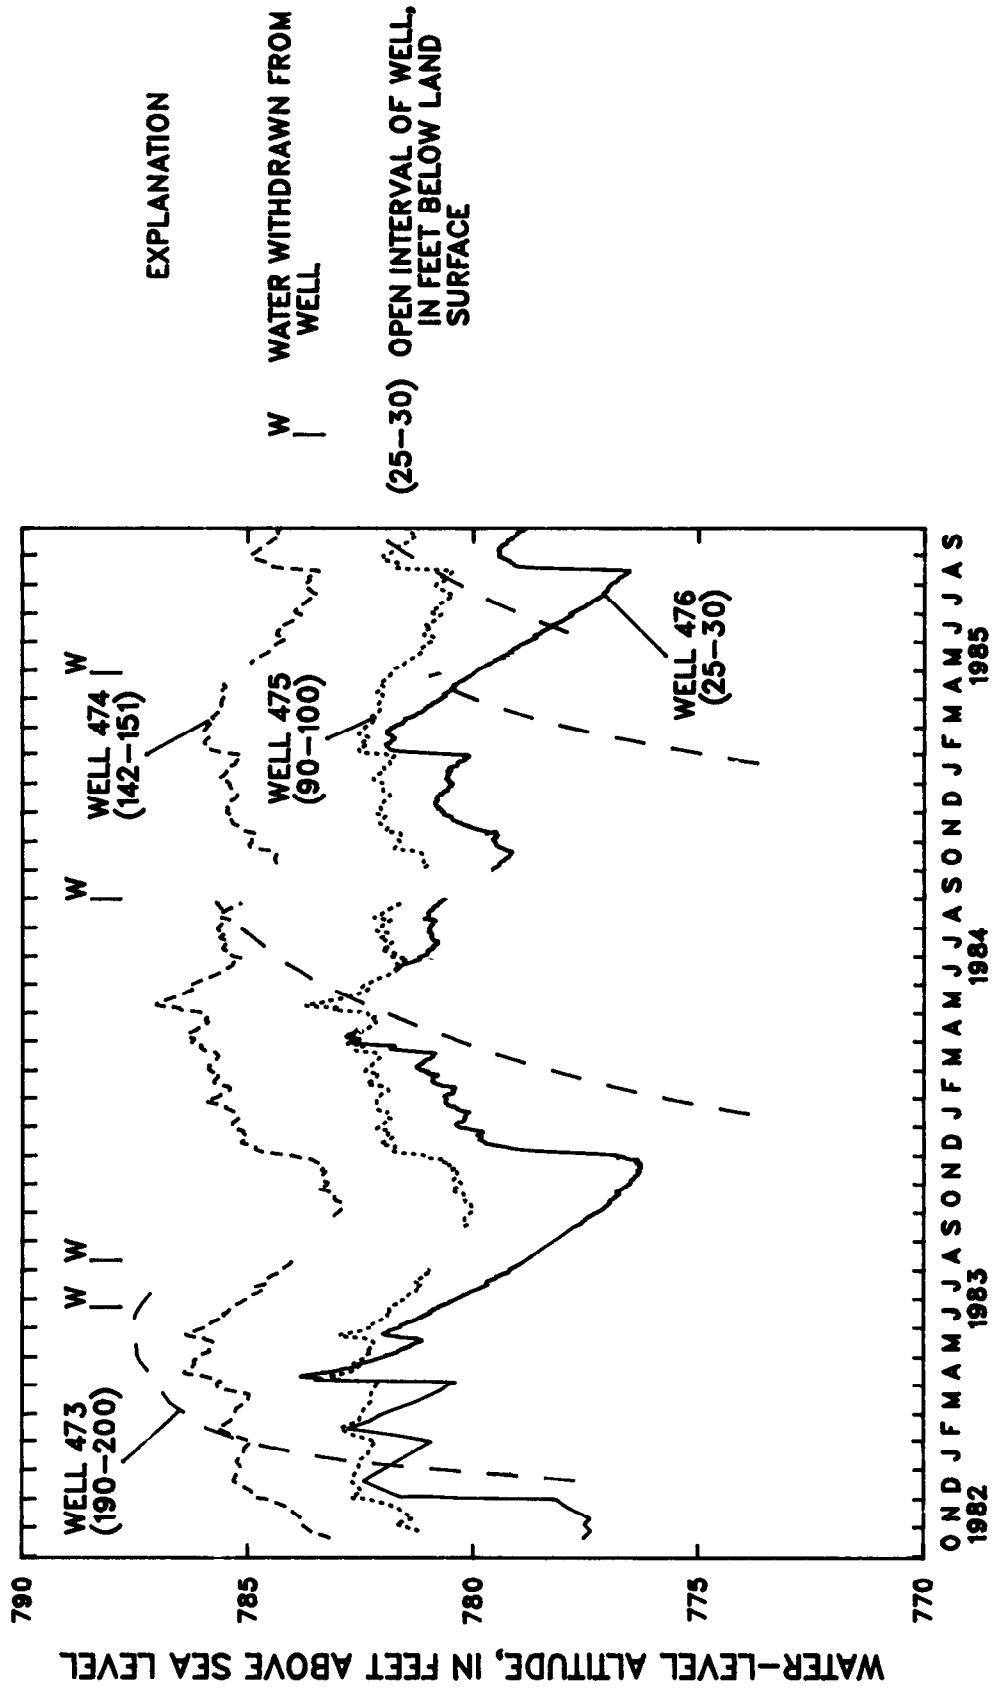 WATER-LEVEL ALTITUDE, IN FEET ABOVE SEA LEVEL
790
785
780
775
770
WELL 473
(190-200)
W
W
W
W
WELL 474
(142-151)
WELL 475
(90-100)
WELL 476
(25-30)
O N D J F M A M J J A S O N D J F M A M J J A S O N D J F M A M J J A S
1982
1983
1984
1985
EXPLANATION
W WATER WITHDRAWN FROM
WELL
(25-30) OPEN INTERVAL OF WELL,
IN FEET BELOW LAND
SURFACE